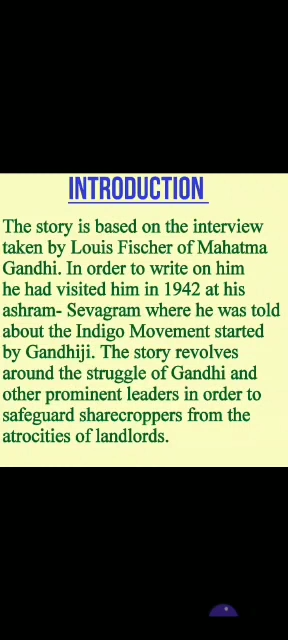 INTRODUCTION
The story is based on the interview
taken by Louis Fischer of Mahatma
Gandhi. In order to write on him
he had visited him in 1942 at his
ashram- Sevagram where he was told
about the Indigo Movement started
by Gandhiji. The story revolves
around the struggle of Gandhi and
other prominent leaders in order to
safeguard sharecroppers from the
atrocities of landlords.